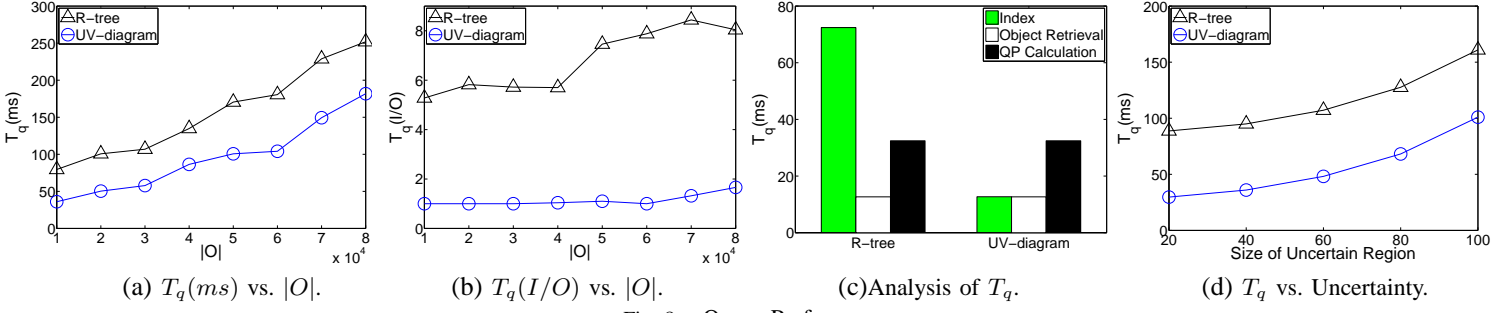 R−tree
UV−diagram
300
250
200
150
100
50
0
T_q(ms)
1 2 3 4 5 6 7 8
|O|
x 10^4
(a) T_q(ms) vs. |O|.
R−tree
UV−diagram
8
6
4
2
0
T_q(I/O)
1 2 3 4 5 6 7 8
|O|
x 10^4
(b) T_q(I/O) vs. |O|.
Index
Object Retrieval
QP Calculation
80
60
40
20
0
T_q(ms)
R−tree UV−diagram
(c)Analysis of T_q.
R−tree
UV−diagram
200
150
100
50
0
T_q(ms)
20 40 60 80 100
Size of Uncertain Region
(d) T_q vs. Uncertainty.